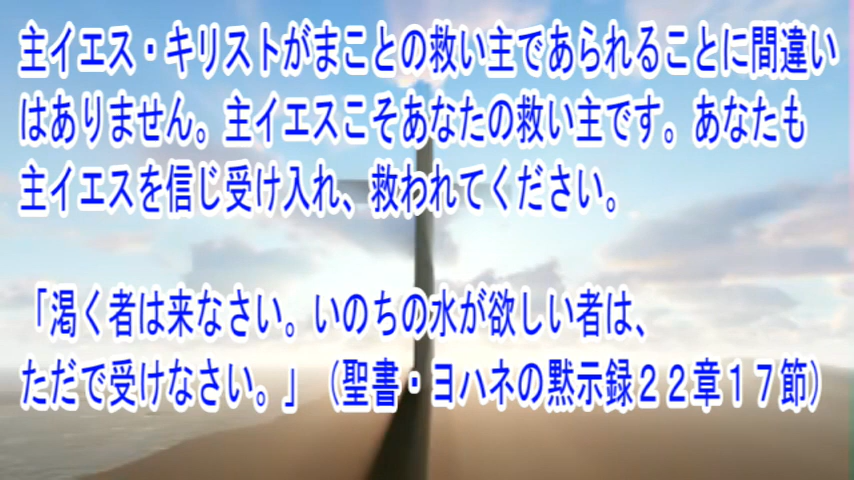 主イエス・キリストがまことの救い主であられることに間違い
はありません。主イエスこそあなたの救い主です。あなたも
主イエスを信じ受け入れ、救われてください。
「渇く者は来なさい。いのちの水が欲しい者は、
ただで受けなさい。」（聖書・ヨハネの黙示録２２章１７節）